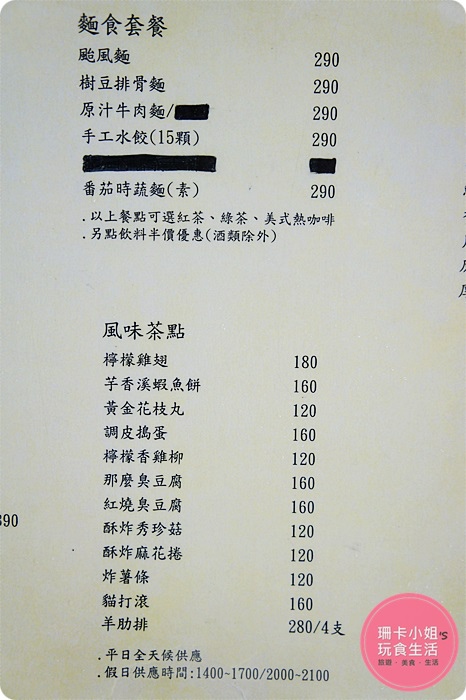 麵食套餐
颱風麵 290
樹豆排骨麵 290
原汁牛肉麵/ 290
手工水餃(15顆) 290
番茄時蔬麵(素) 290
.以上餐點可選紅茶、綠茶、美式熱咖啡
.另點飲料半價優惠(酒類除外)
風味茶點
檸檬雞翅 180
芋香溪蝦魚餅 160
黃金花枝丸 120
調皮搗蛋 160
檸檬香雞柳 120
那麼臭豆腐 160
390
紅燒臭豆腐 160
酥炸秀珍菇 120
酥炸麻花捲 120
炸薯條 120
貓打滾 160
羊肋排 280/4支
.平日全天候供應
.假日供應時間:1400~1700/2000~2100
珊卡小姐'S
玩食生活
旅遊·美食·生活